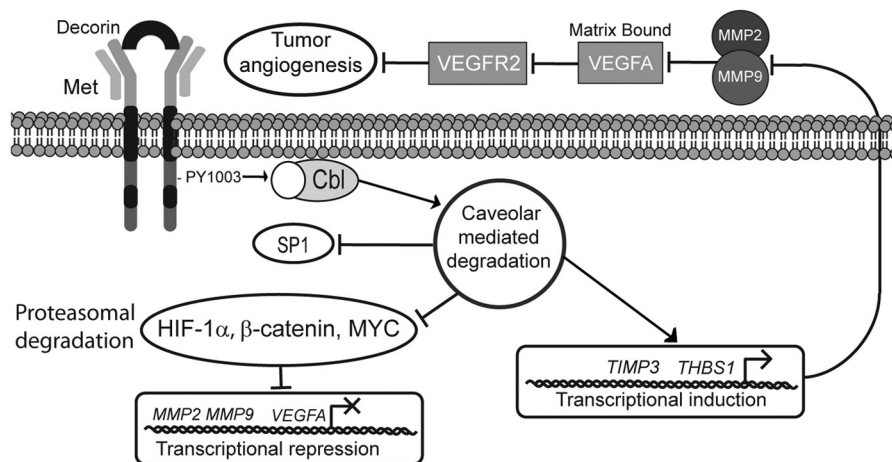 Decorin
Met
Tumor
angiogenesis
VEGFR2
Matrix Bound
VEGFA
MMP2
MMP9
- PY1003
Cbl
Caveolar
mediated
degradation
SP1
Proteasomal
degradation
HIF-1α, β-catenin, MYC
TIMP3 THBS1
Transcriptional induction
MMP2 MMP9 VEGFA
Transcriptional repression